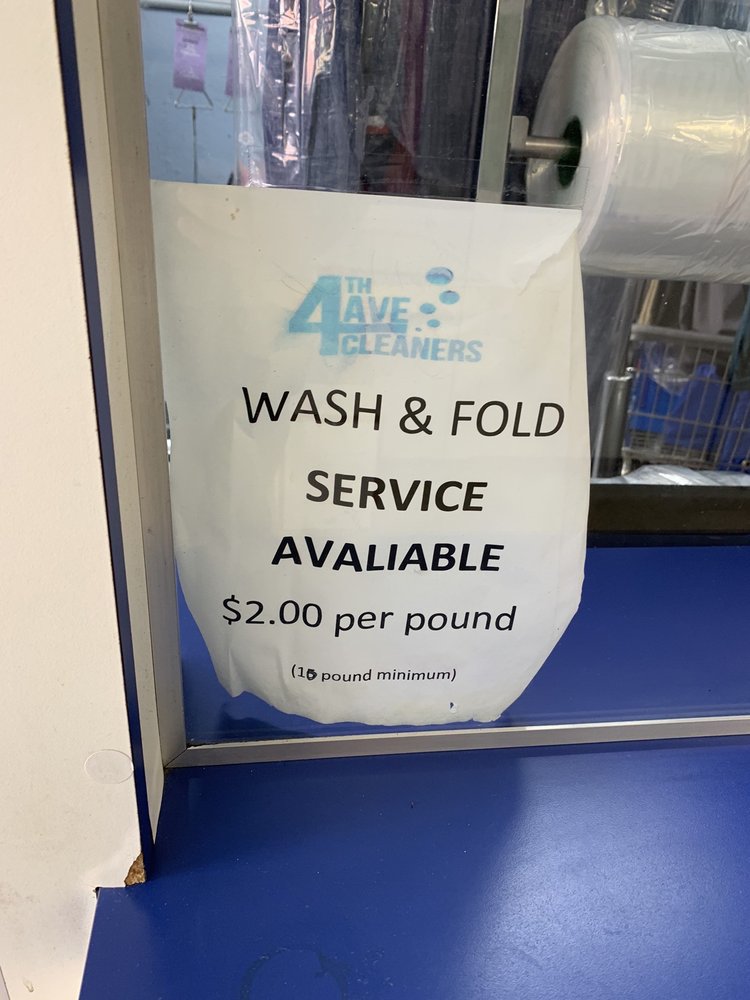 4TH
AVE
CLEANERS
WASH & FOLD
SERVICE
AVALIABLE
$2.00 per pound
(15 pound minimum)